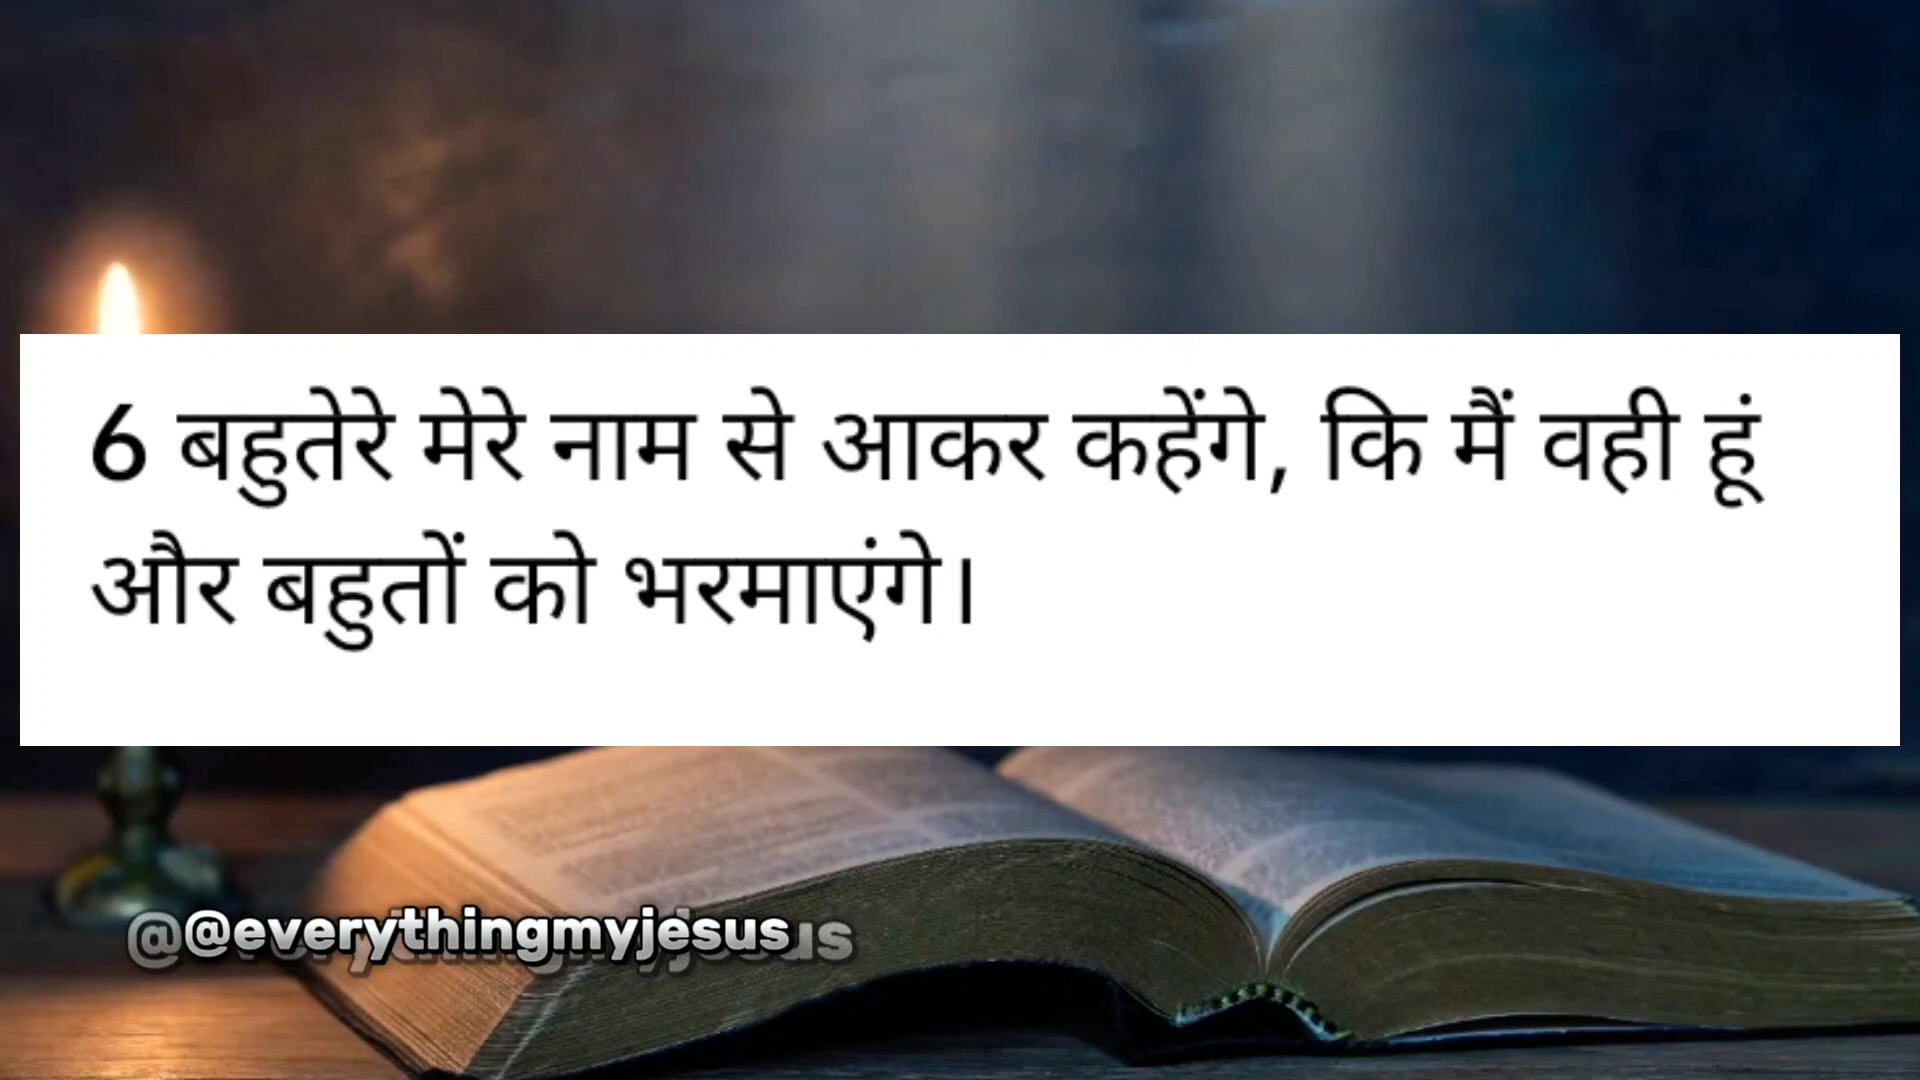 6 बहुतेरे मेरे नाम से आकर कहेंगे, कि मैं वही हूं
और बहुतों को भरमाएंगे।
@everythingmyjesus